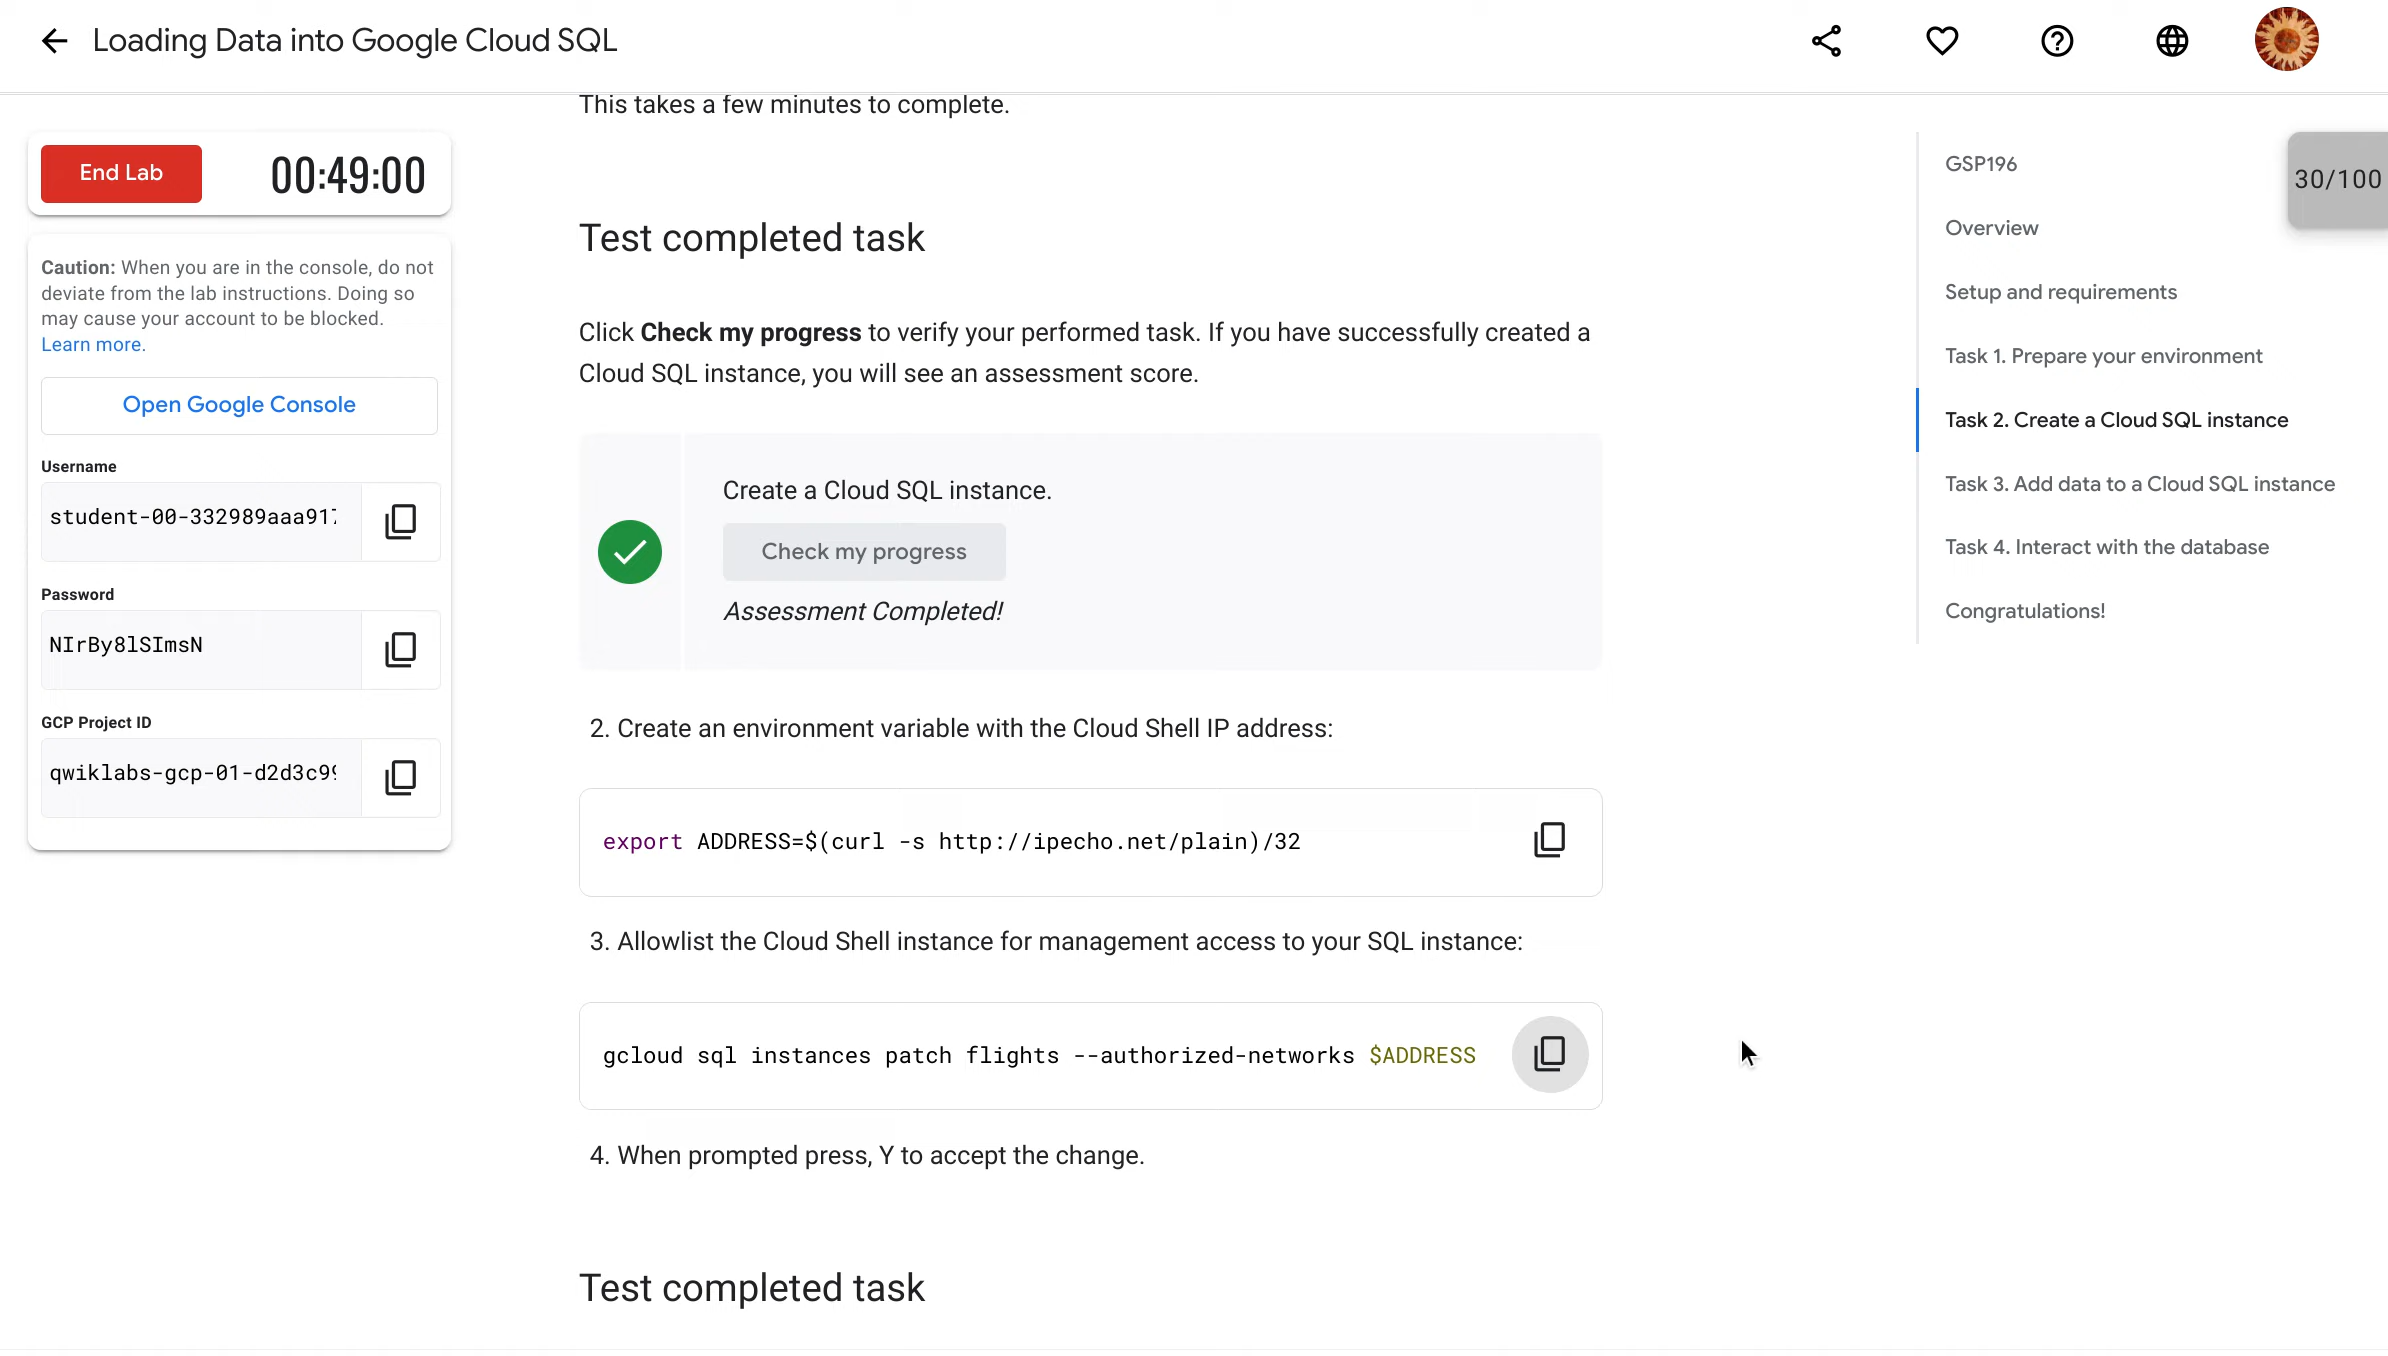 Loading Data into Google Cloud SQL
This takes a few minutes to complete.
End Lab
00:49:00
Caution: When you are in the console, do not
deviate from the lab instructions. Doing so
may cause your account to be blocked.
Learn more.
Open Google Console
Username
student-00-332989aaa917
Password
NIrBy8lSImsN
GCP Project ID
qwiklabs-gcp-01-d2d3c99
Test completed task
Click Check my progress to verify your performed task. If you have successfully created a
Cloud SQL instance, you will see an assessment score.
Create a Cloud SQL instance.
Check my progress
Assessment Completed!
2. Create an environment variable with the Cloud Shell IP address:
export ADDRESS=$(curl -s http://ipecho.net/plain)/32
3. Allowlist the Cloud Shell instance for management access to your SQL instance:
gcloud sql instances patch flights --authorized-networks $ADDRESS
4. When prompted press, Y to accept the change.
Test completed task
GSP196
Overview
Setup and requirements
Task 1. Prepare your environment
Task 2. Create a Cloud SQL instance
Task 3. Add data to a Cloud SQL instance
Task 4. Interact with the database
Congratulations!
30/100